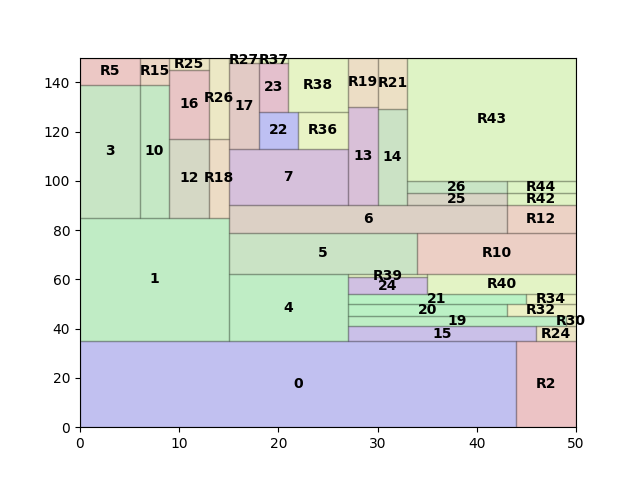 R27 R37
R25
R5 R15 R38 R19 R21
140
23
16 R26 17
R43
120
22 R36
3 10 13 14
12 R18 7
100
26 R44
25 R42
80
6 R12
5 R10
60
1
R39
24 R40
21 R34
4 20 R32
40
19 R30
15 R24
20
0 R2
0
0 10 20 30 40 50